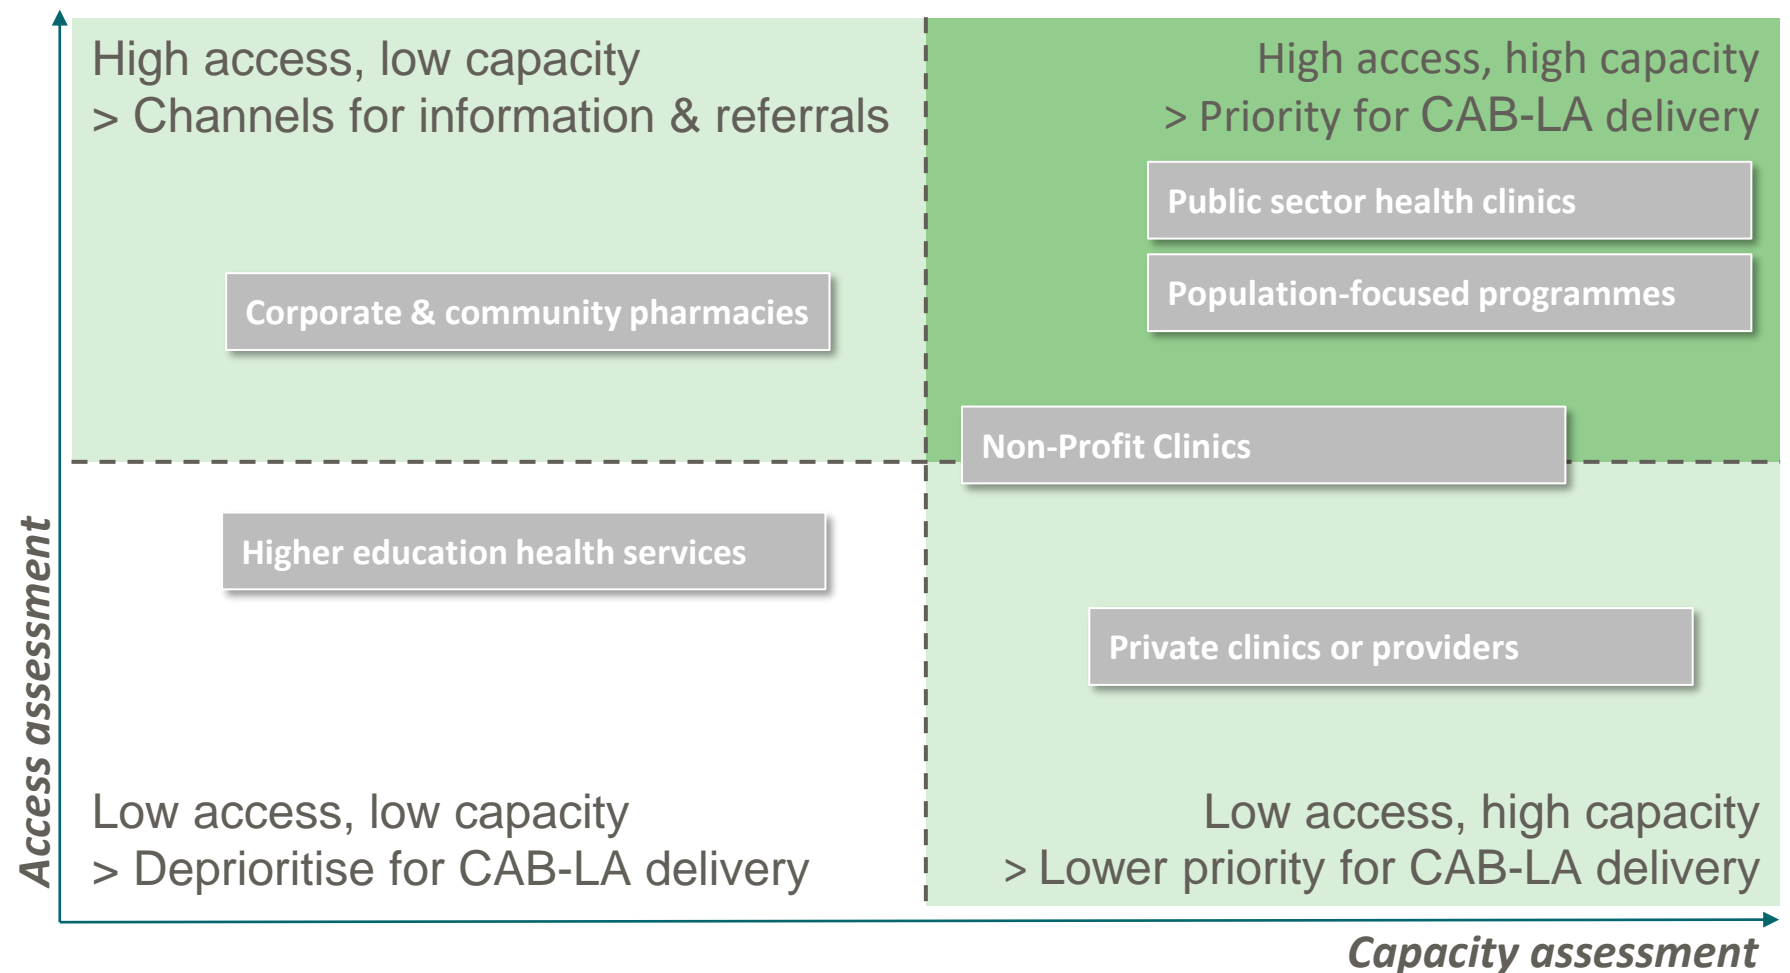 High access, low capacity
> Channels for information & referrals
High access, high capacity
> Priority for CAB-LA delivery
Public sector health clinics
Population-focused programmes
Corporate & community pharmacies
Non-Profit Clinics
Higher education health services
Private clinics or providers
Low access, low capacity
> Deprioritise for CAB-LA delivery
Low access, high capacity
> Lower priority for CAB-LA delivery
Access assessment
Capacity assessment